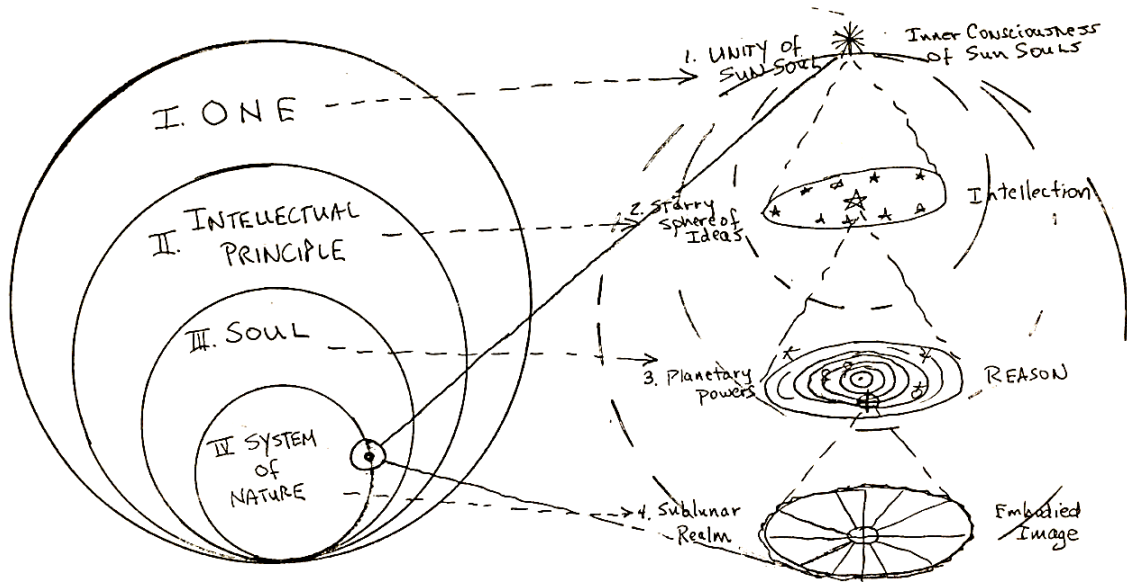 I. ONE
II. INTELLECTUAL
PRINCIPLE
III. SOUL
IV SYSTEM
OF
NATURE
1. UNITY of
SUN SOUL
Inner Consciousness
of Sun Souls
2. Starry
Sphere of
Ideas
Intellection
3. Planetary
Powers
REASON
4. Sublunar
Realm
Embodied
Image